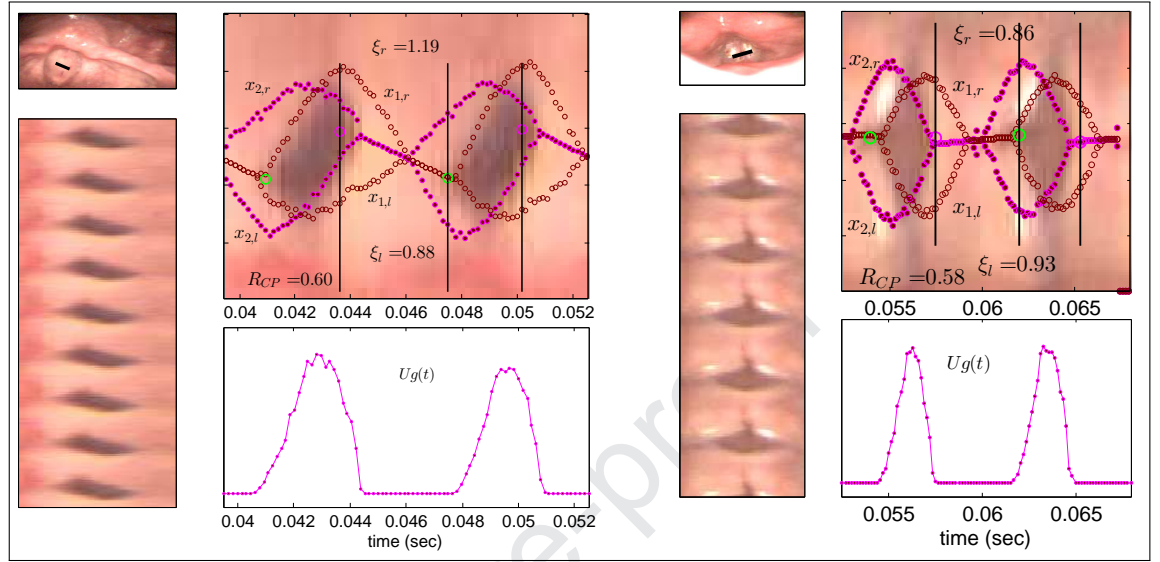 ξr =1.19
x2,r
x1,r
x1,l
x2,l
ξl =0.88
RCP =0.60
0.04 0.042 0.044 0.046 0.048 0.05 0.052
Ug(t)
0.04 0.042 0.044 0.046 0.048 0.05 0.052
time (sec)
ξr =0.86
x2,r
x1,r
x1,l
x2,l
ξl =0.93
RCP =0.58
0.055 0.06 0.065
Ug(t)
0.055 0.06 0.065
time (sec)